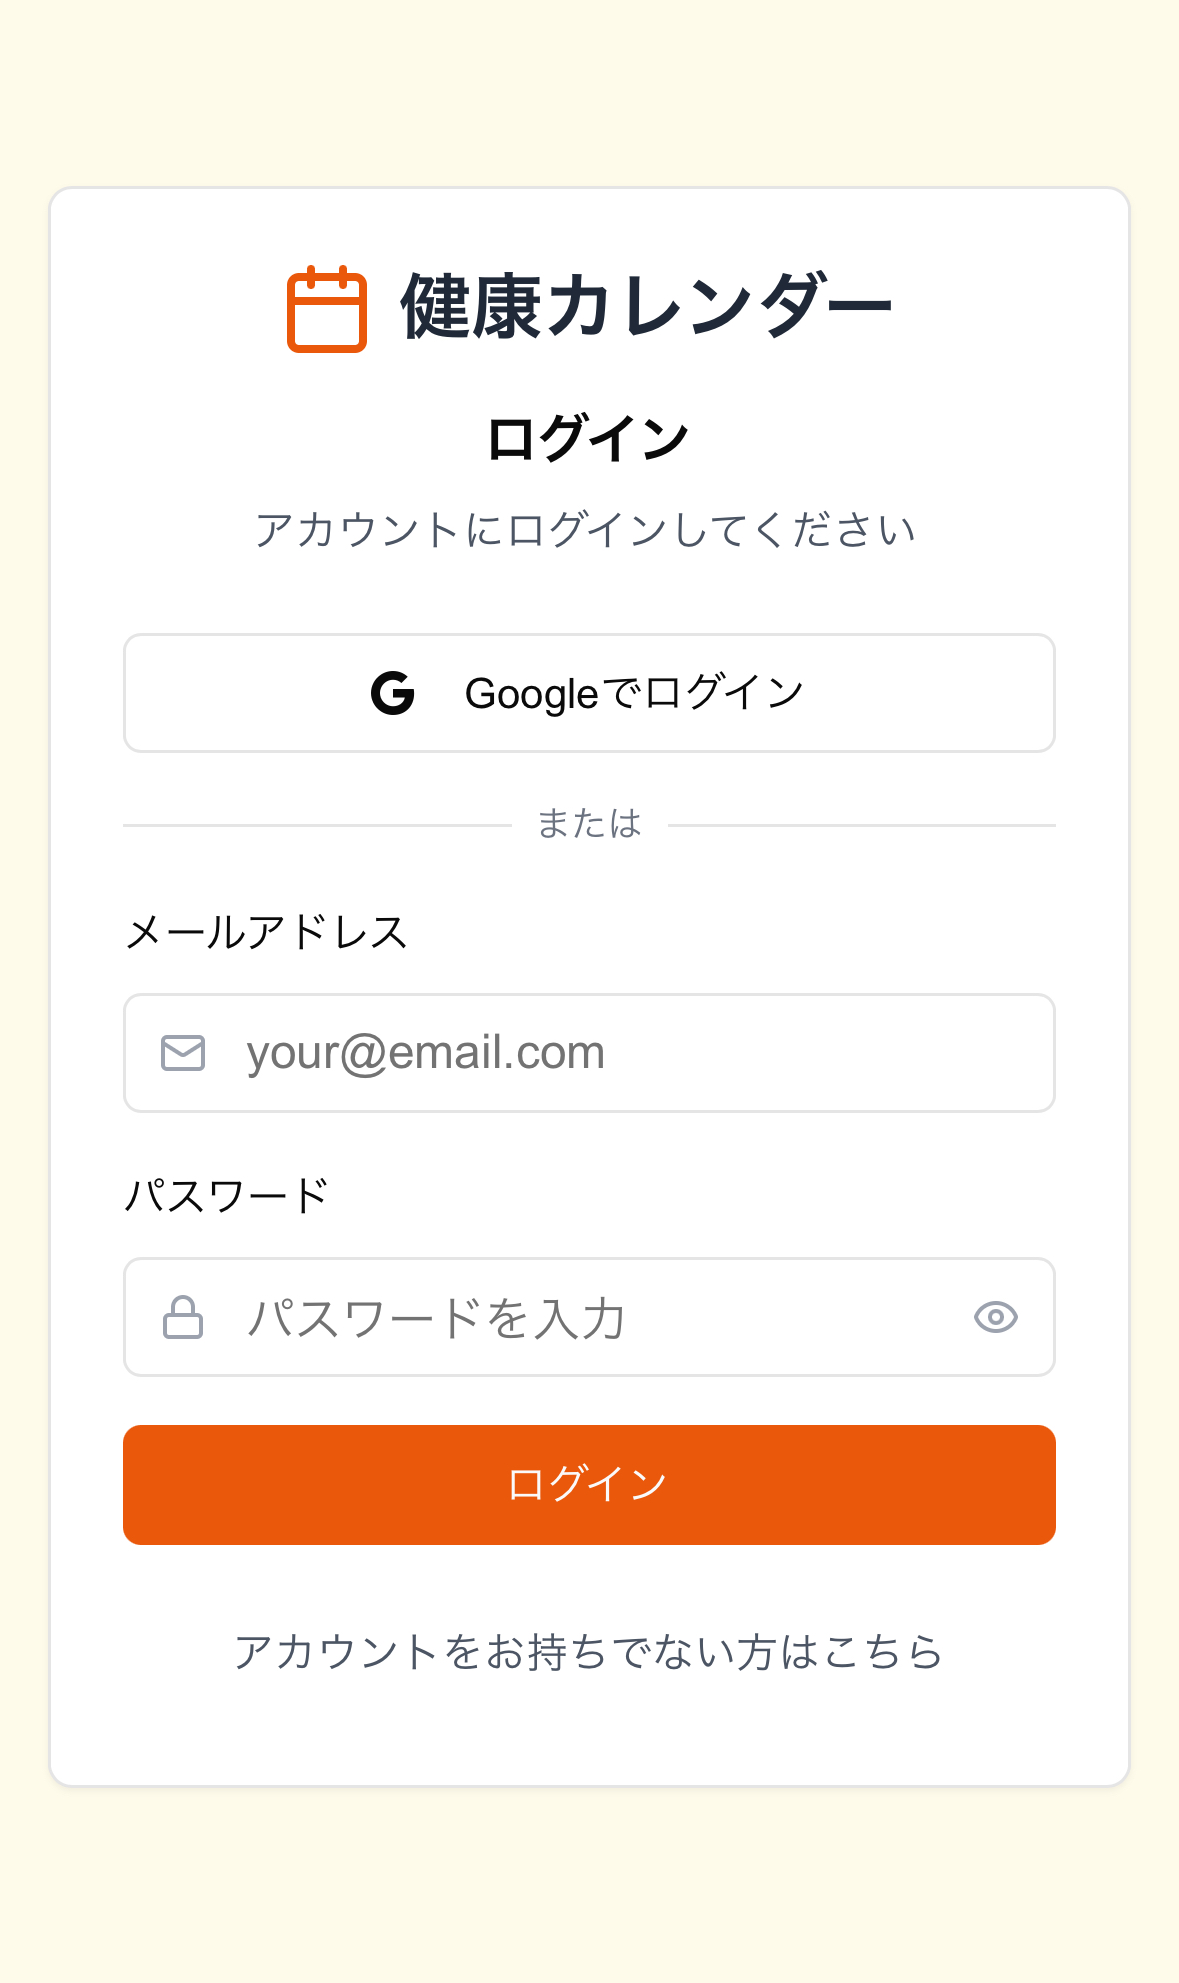 健康カレンダー
ログイン
アカウントにログインしてください
Googleでログイン
または
メールアドレス
your@email.com
パスワード
パスワードを入力
ログイン
アカウントをお持ちでない方はこちら